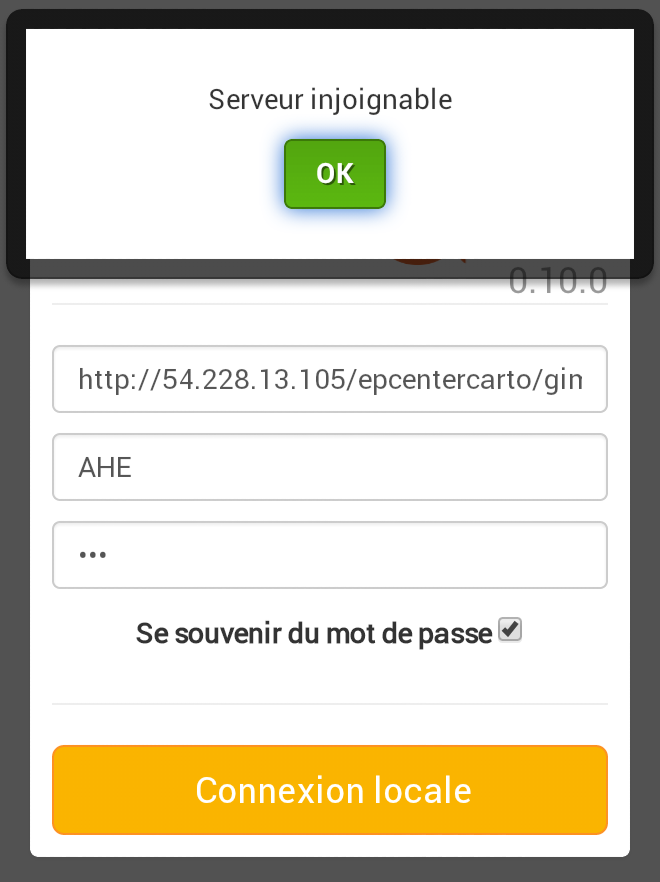 Serveur injoignable
OK
0.10.0
http://54.228.13.105/epcentercarto/gin
AHE
•••
Se souvenir du mot de passe
Connexion locale